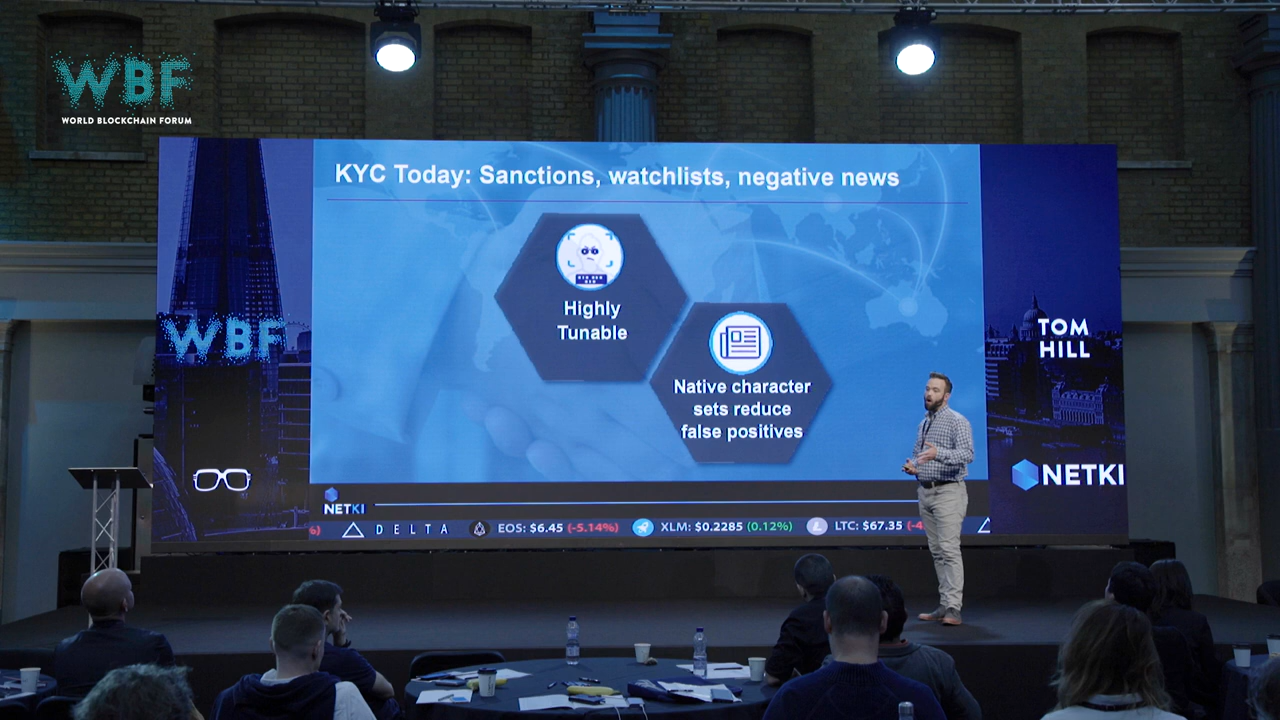 WBF
WORLD BLOCKCHAIN FORUM
KYC Today: Sanctions, watchlists, negative news
Highly
Tunable
Native character
sets reduce
false positives
WBF
TOM
HILL
NETKI
NETKI
DELTA EOS: $6.45 (-5.14%) XLM: $0.2285 (0.12%) LTC: $67.35 (-4